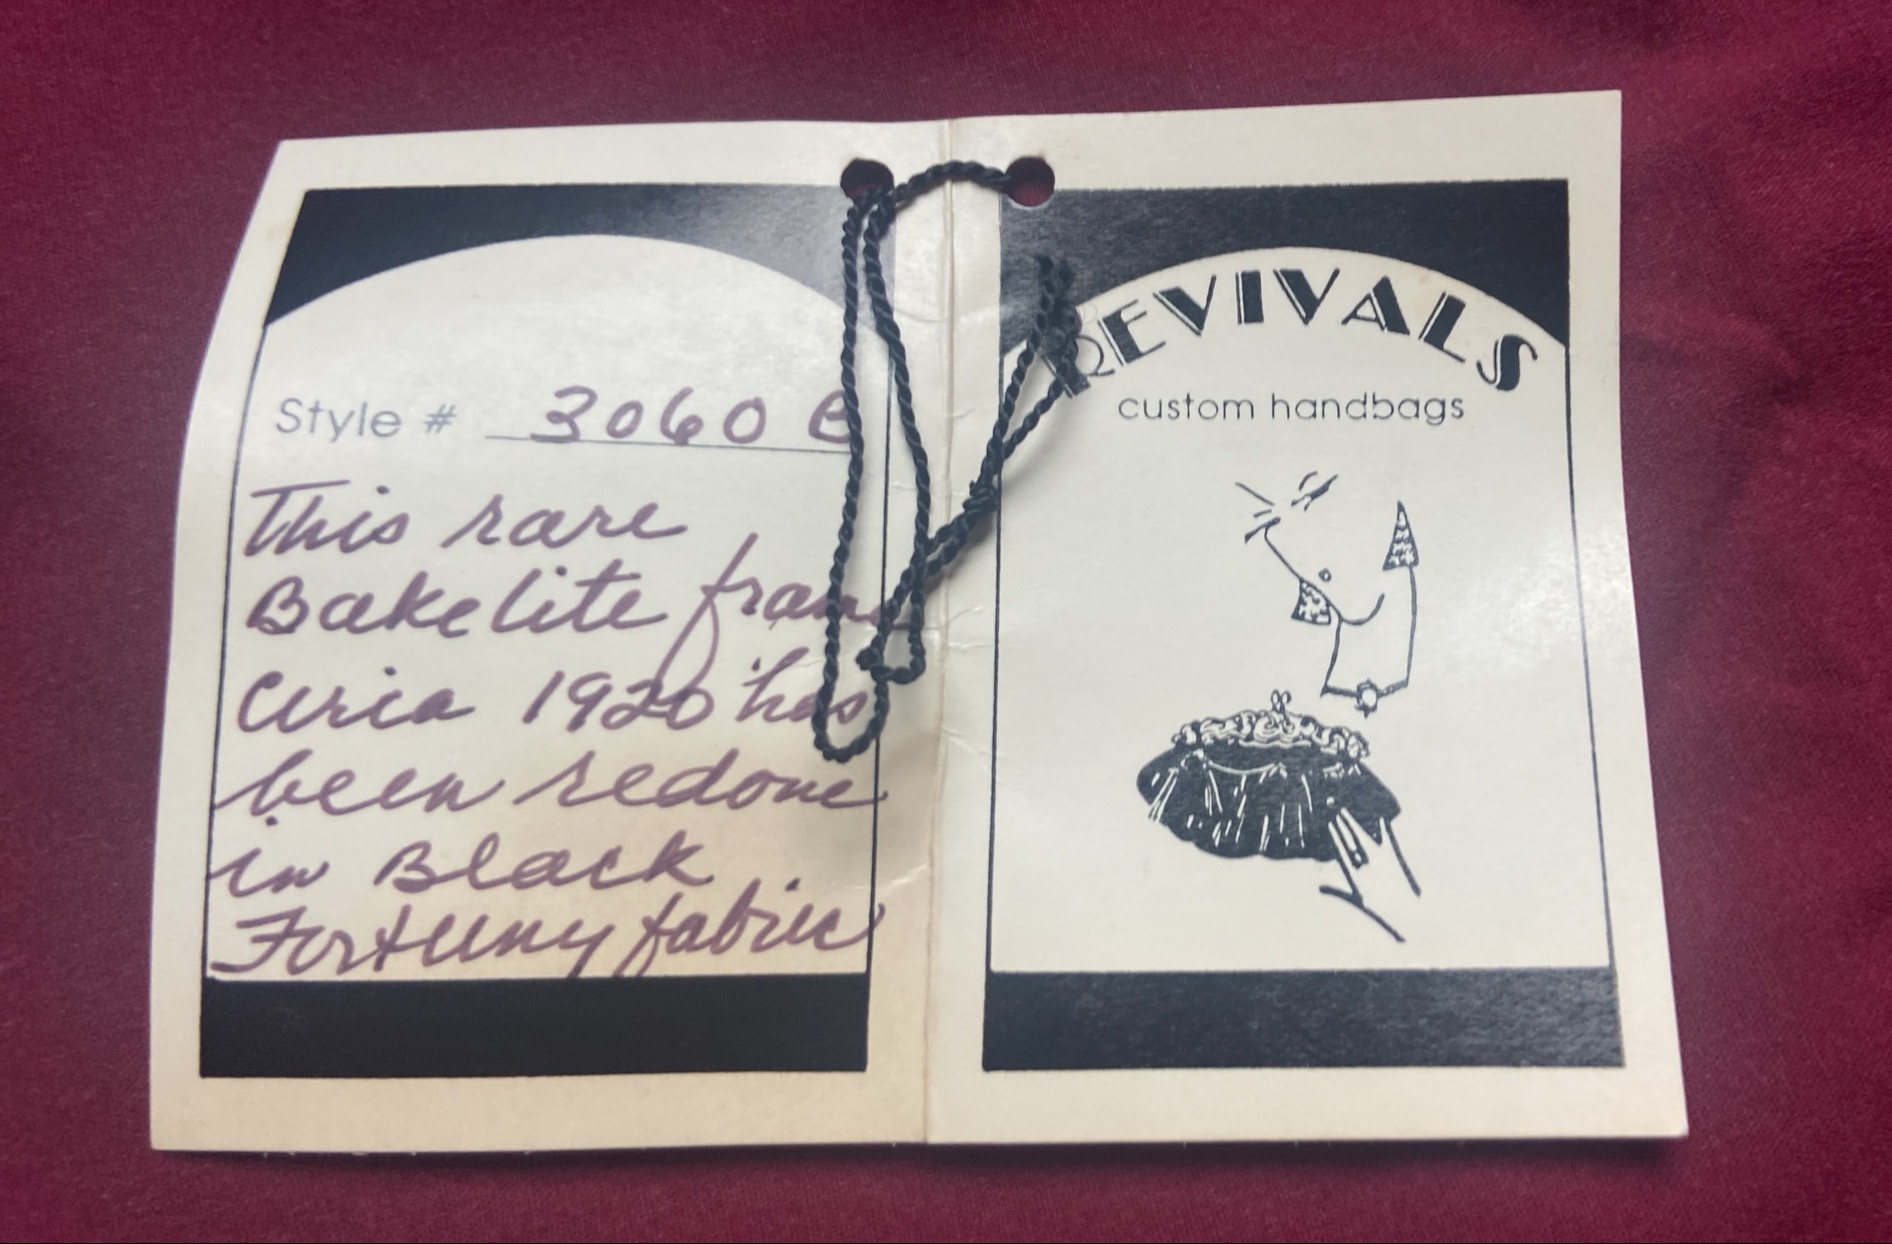 Style # 3060 B
This rare
Bakelite frame
Circa 1920 has
been redone
in Black
Fortuny fabric
REVIVALS
custom handbags